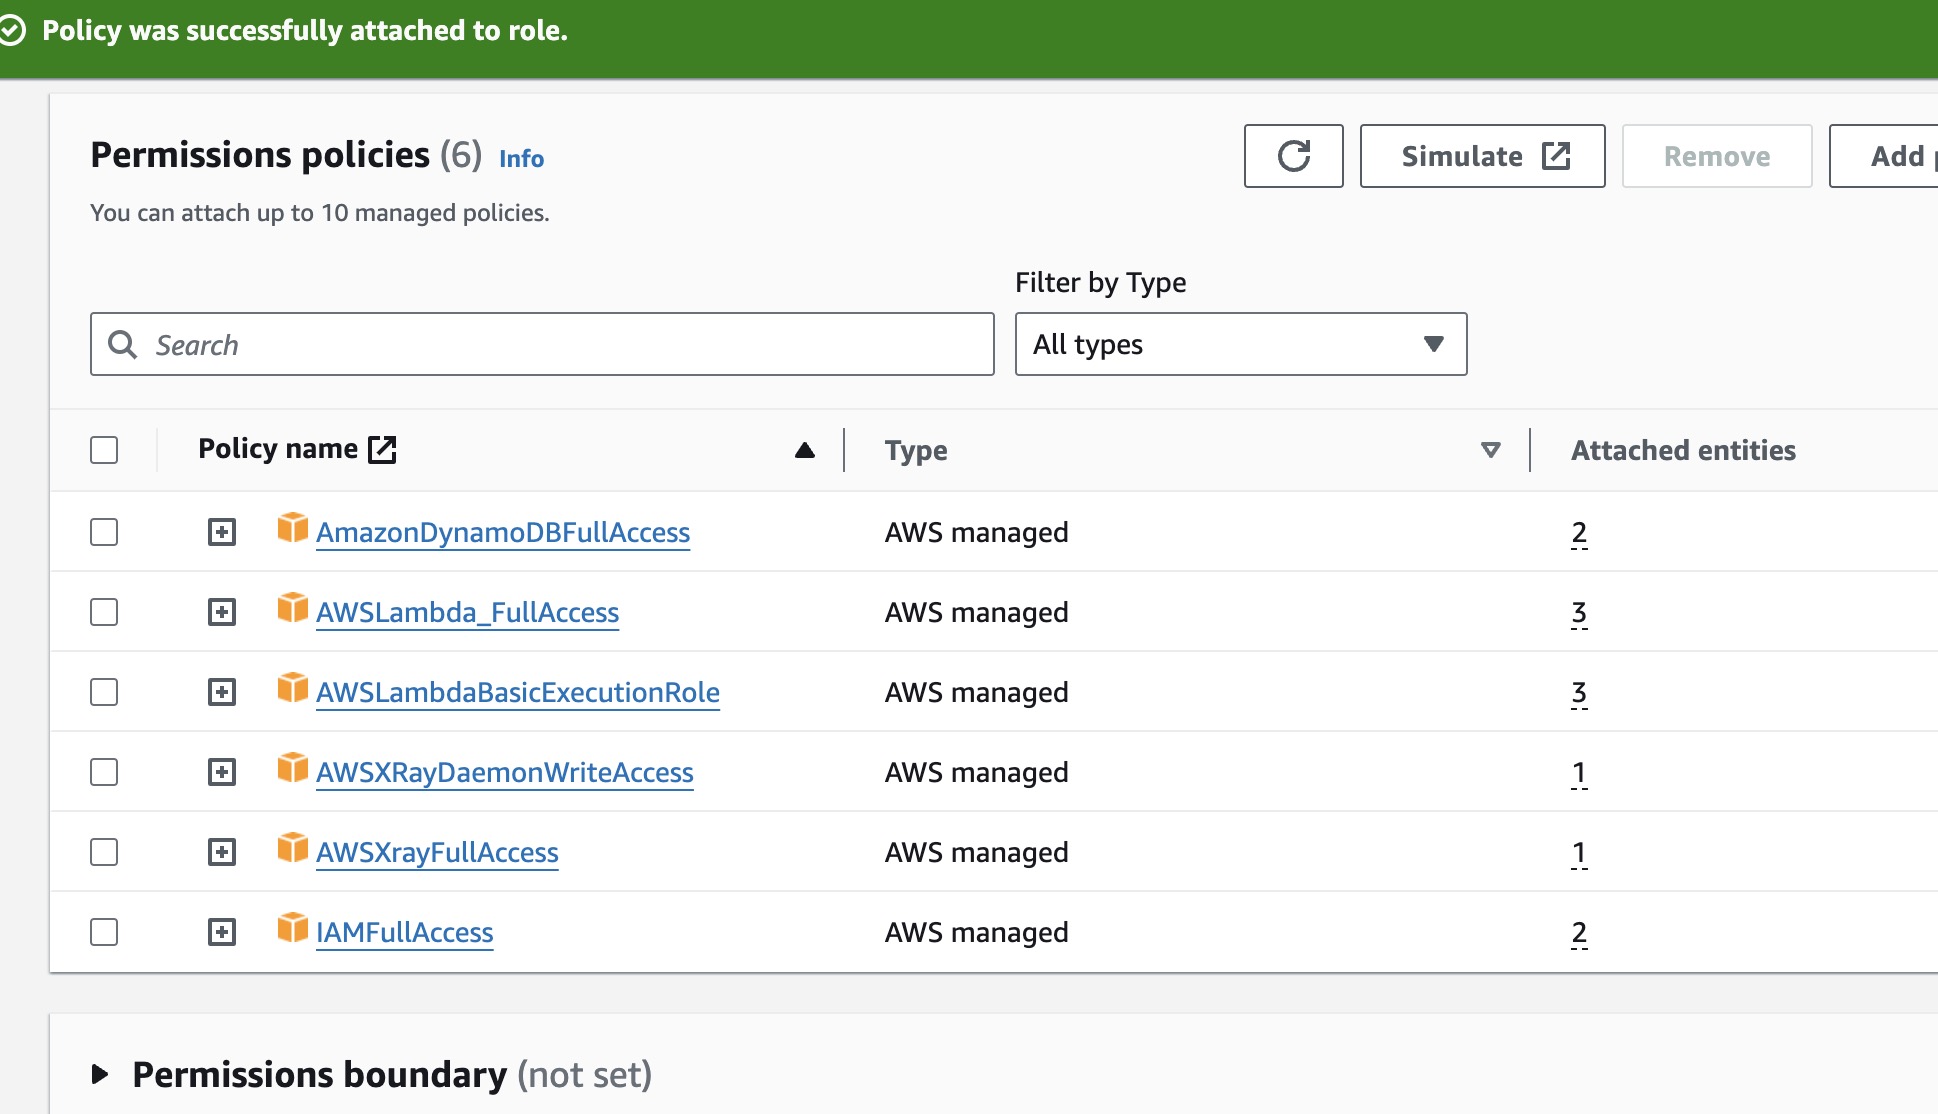 Policy was successfully attached to role.
Permissions policies (6) Info
Simulate
Remove
Add
You can attach up to 10 managed policies.
Filter by Type
Search
All types
Policy name
Type
Attached entities
AmazonDynamoDBFullAccess AWS managed 2
AWSLambda_FullAccess AWS managed 3
AWSLambdaBasicExecutionRole AWS managed 3
AWSXRayDaemonWriteAccess AWS managed 1
AWSXrayFullAccess AWS managed 1
IAMFullAccess AWS managed 2
Permissions boundary (not set)